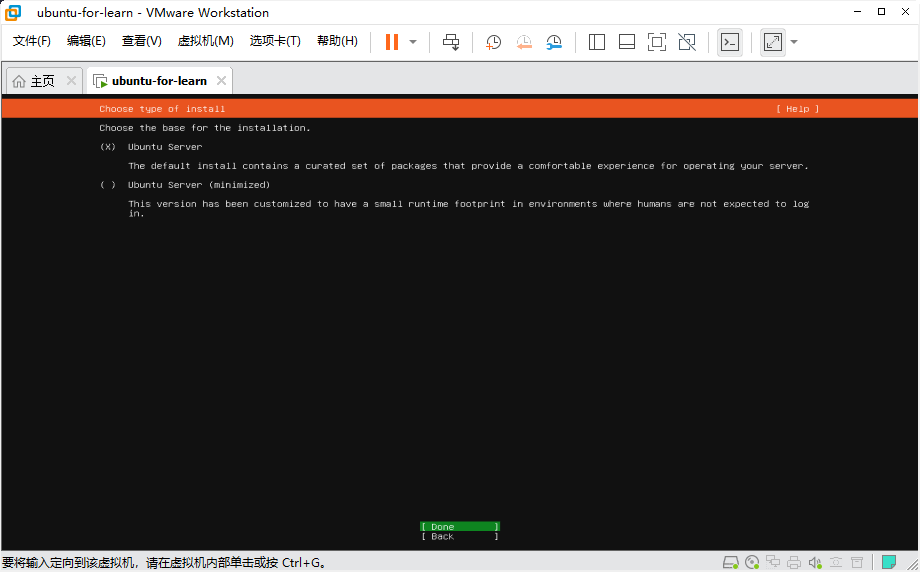 ubuntu-for-learn - VMware Workstation
文件(F) 编辑(E) 查看(V) 虚拟机(M) 选项卡(T) 帮助(H)
主页 ubuntu-for-learn
Choose type of install [ Help ]
Choose the base for the installation.
(X) Ubuntu Server
The default install contains a curated set of packages that provide a comfortable experience for operating your server.
( ) Ubuntu Server (minimized)
This version has been customized to have a small runtime footprint in environments where humans are not expected to log
in.
[ Done ]
[ Back ]
要将输入定向到该虚拟机，请在虚拟机内部单击或按 Ctrl+G。